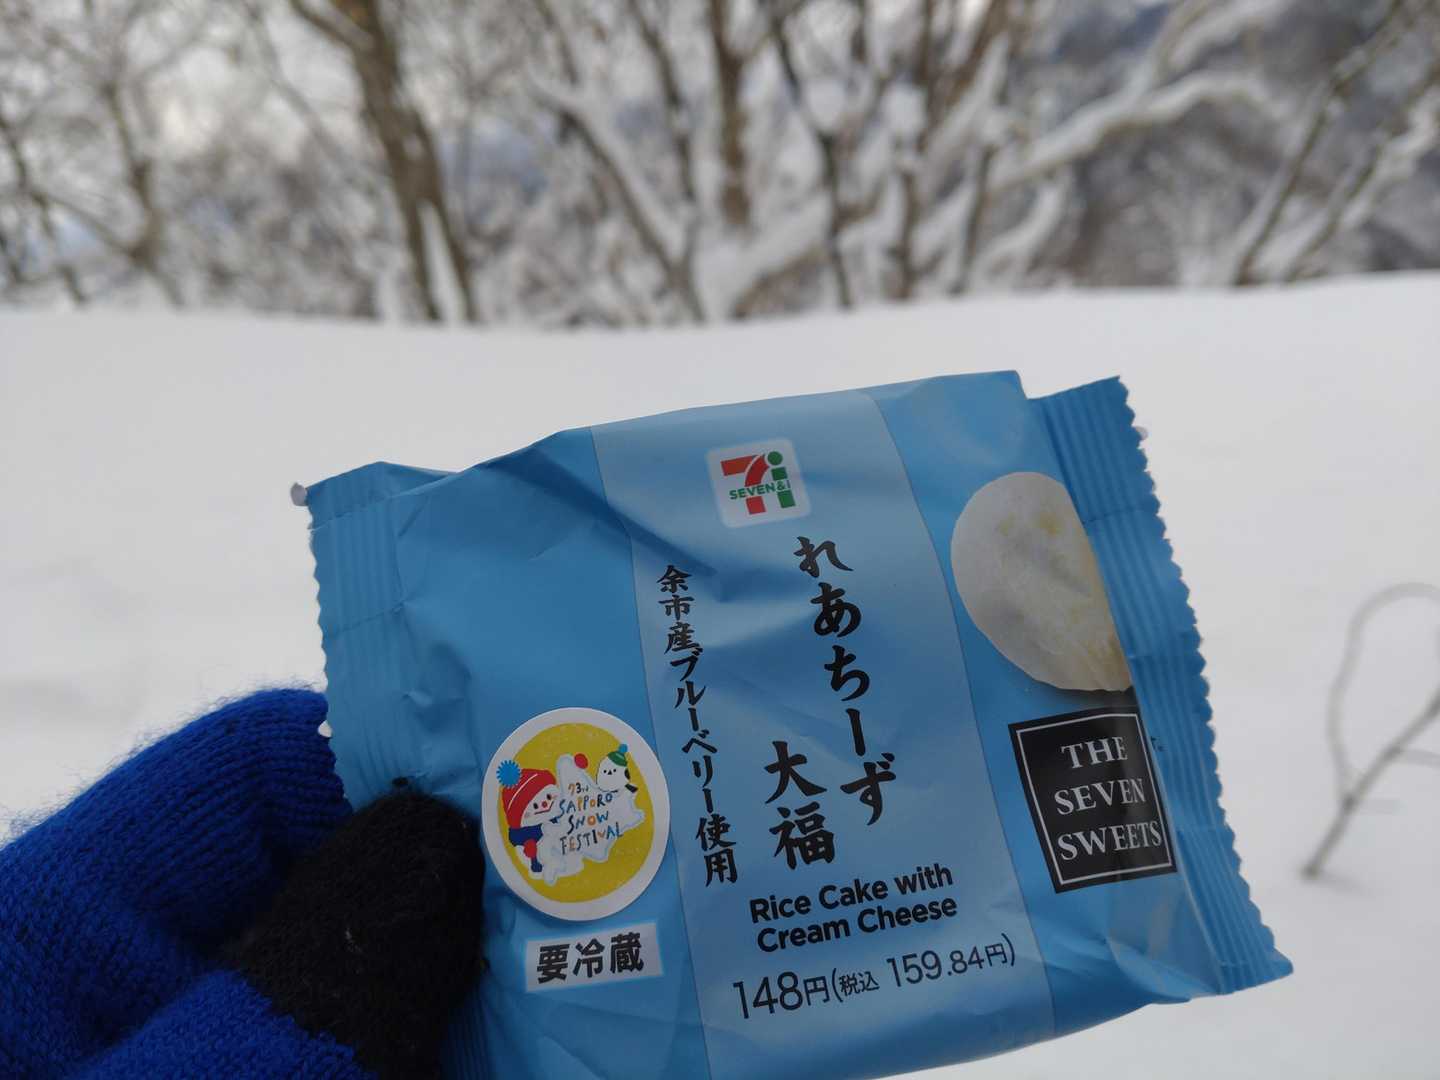 SEVEN&i
れあちーず
大福
余市産ブルーベリー使用
Rice Cake with
Cream Cheese
148円(税込 159.84円)
THE
SEVEN
SWEETS
73rd
SAPPORO
SNOW
FESTIVAL
要冷蔵